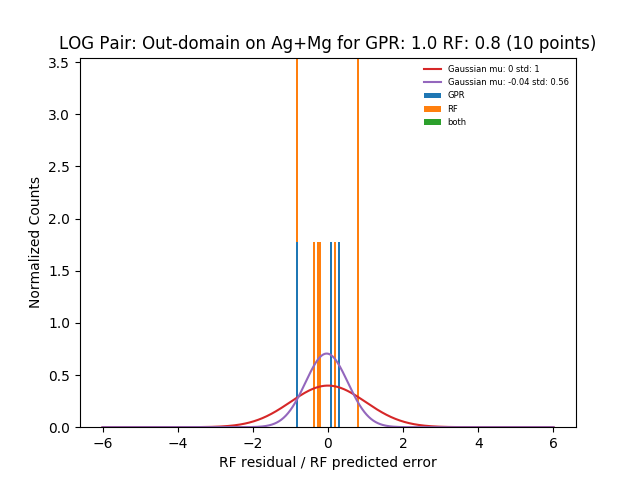 LOG Pair: Out-domain on Ag+Mg for GPR: 1.0 RF: 0.8 (10 points)
Gaussian mu: 0 std: 1
Gaussian mu: -0.04 std: 0.56
GPR
RF
both
Normalized Counts
3.5
3.0
2.5
2.0
1.5
1.0
0.5
0.0
−6 −4 −2 0 2 4 6
RF residual / RF predicted error